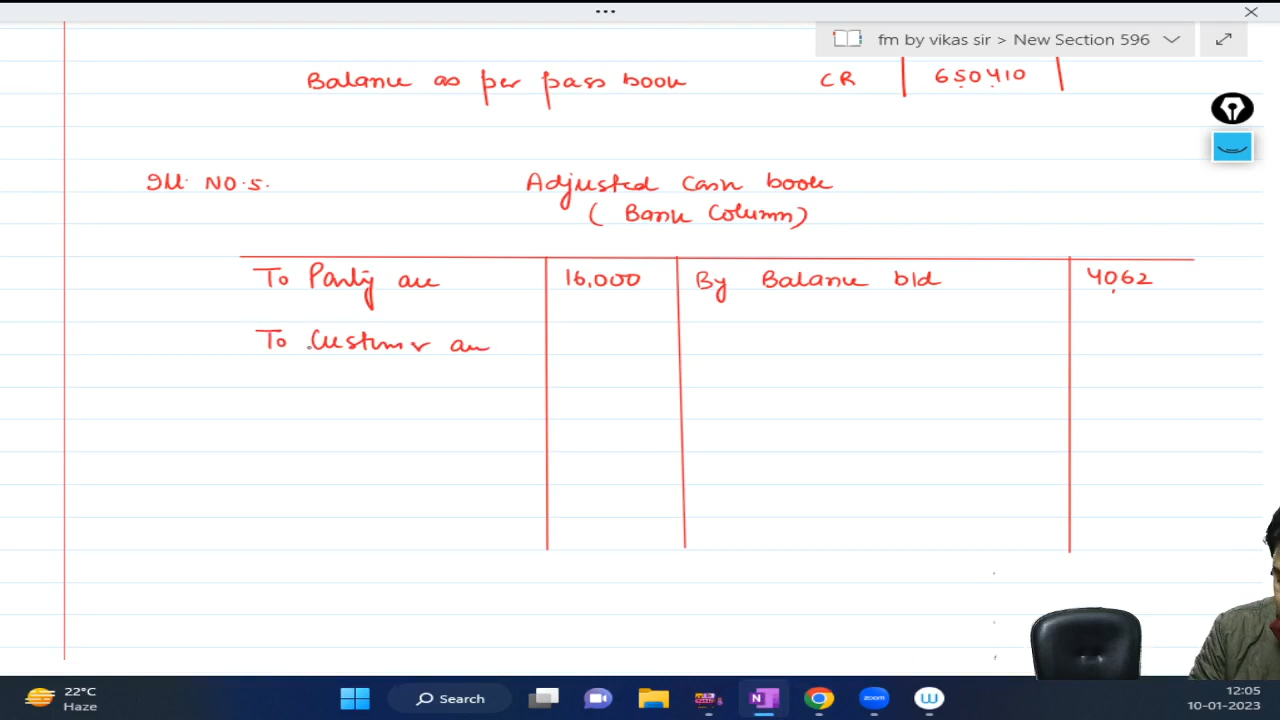 fm by vikas sir > New Section 596
Balance as per pass book CR 650410
Ill. NO.5. Adjusted Cash book
( Bank Column)
To Party a/c 16,000 By Balance b/d 4062
To Customer a/c
22°C
Haze
Search
12:05
10-01-2023